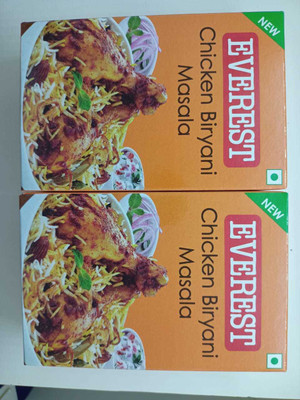 NEW
EVEREST
Chicken Biryani
Masala
NEW
EVEREST
Chicken Biryani
Masala